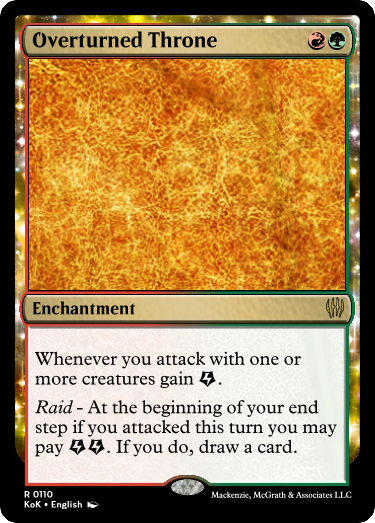 Overturned Throne
Enchantment
Whenever you attack with one or
more creatures gain .
Raid - At the beginning of your end
step if you attacked this turn you may
pay . If you do, draw a card.
R 0110
KoK • English
Mackenzie, McGrath & Associates LLC